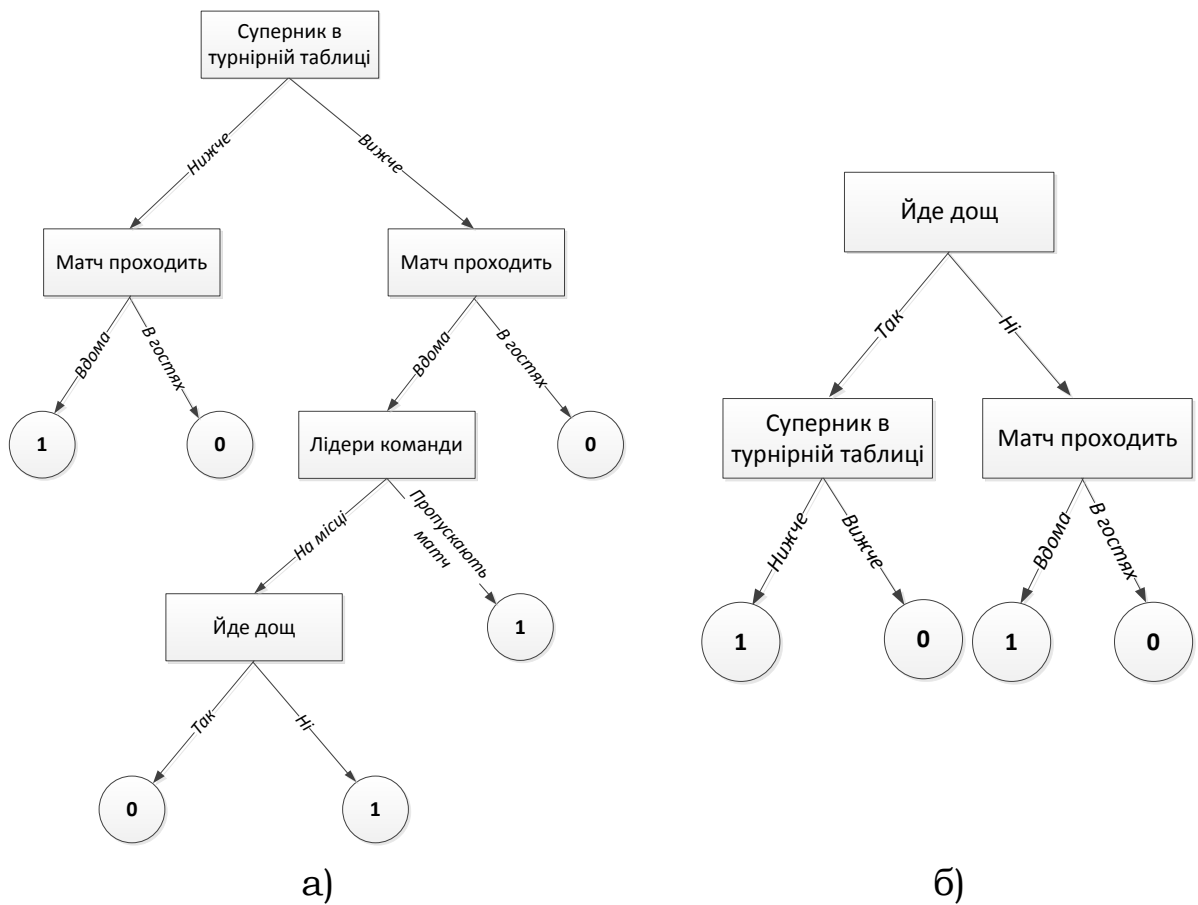 Суперник в
турнірній таблиці
Нижче
Вижче
Матч проходить
Матч проходить
Вдома
В гостях
Вдома
В гостях
1
0
Лідери команди
0
На місці
Пропускають
матч
Йде дощ
1
Так
Ні
0
1
а)
Йде дощ
Так
Ні
Суперник в
турнірній таблиці
Матч проходить
Нижче
Вижче
Вдома
В гостях
1
0
1
0
б)